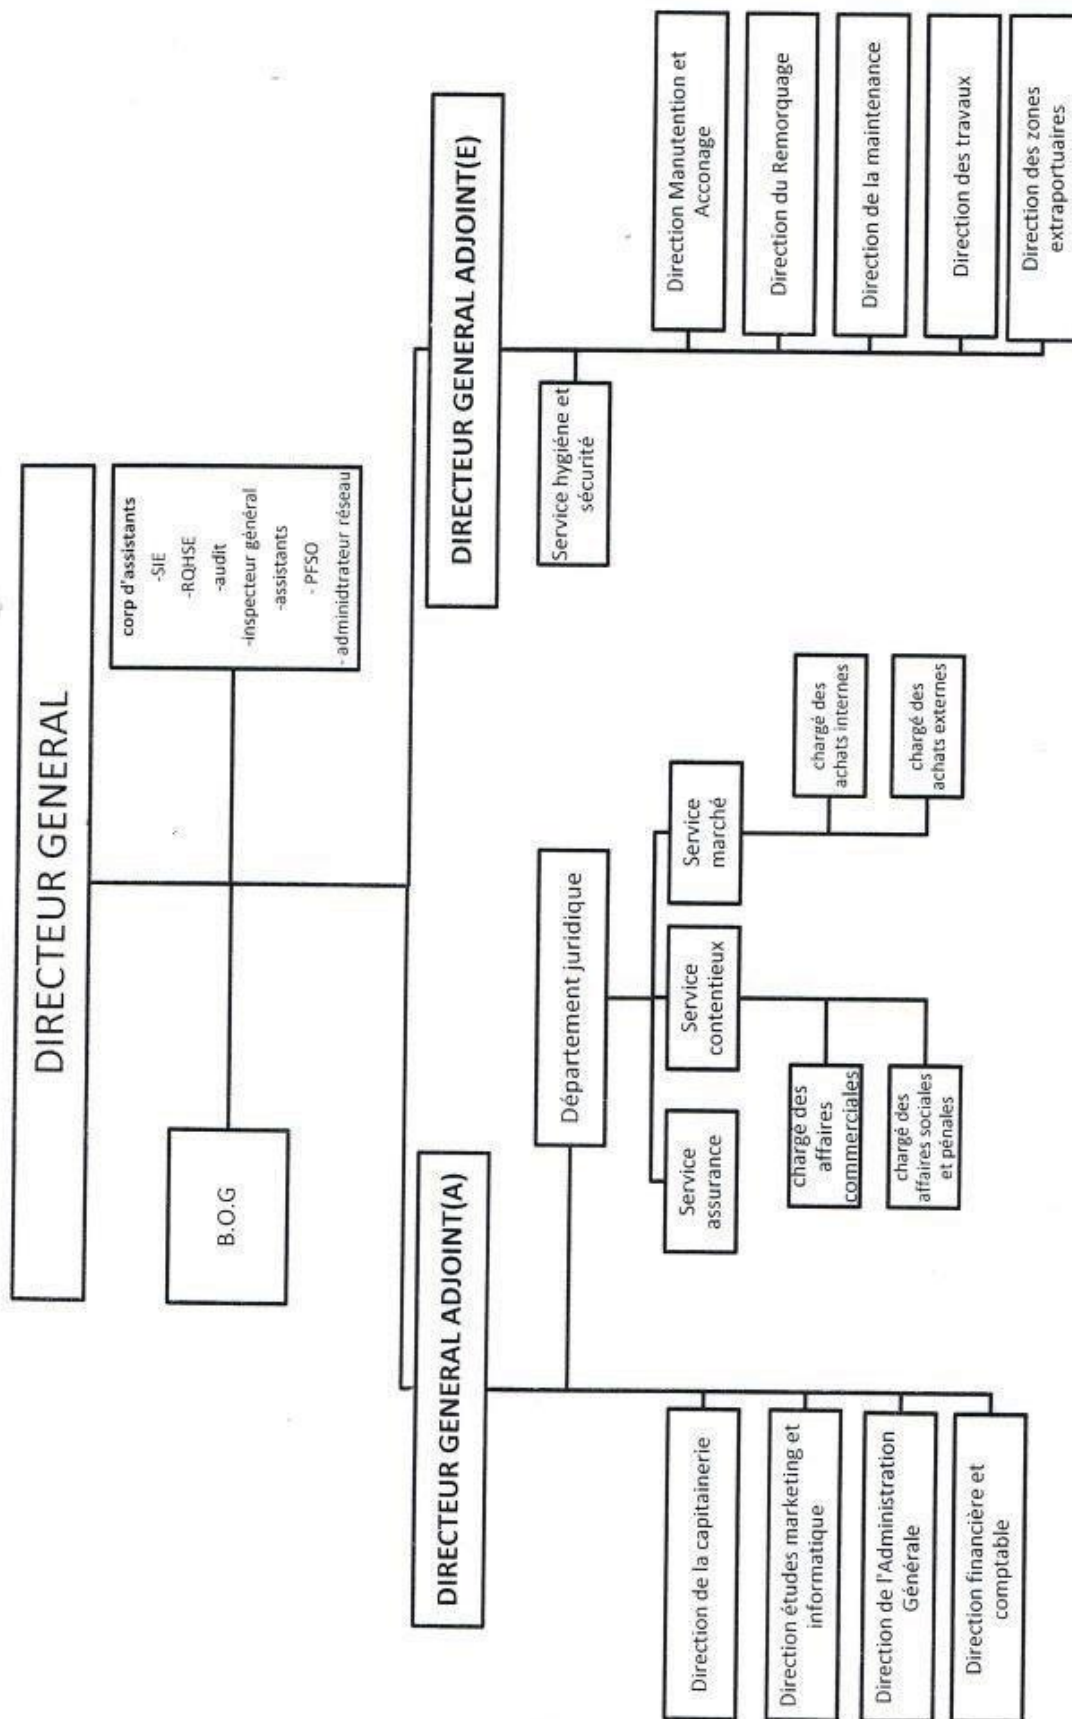 DIRECTEUR GENERAL
B.O.G
corp d'assistants
-SIE
-RQHSE
-audit
-inspecteur général
-assistants
- PFSO
- adminidtrateur réseau
DIRECTEUR GENERAL ADJOINT(A)
DIRECTEUR GENERAL ADJOINT(E)
Département juridique
Service
assurance
Service
contentieux
Service
marché
chargé des
affaires
commerciales
chargé des
affaires sociales
et pénales
chargé des
achats internes
chargé des
achats externes
Direction de la capitainerie
Direction études marketing et
informatique
Direction de l'Administration
Générale
Direction financière et
comptable
Service hygiéne et
sécurité
Direction Manutention et
Acconage
Direction du Remorquage
Direction de la maintenance
Direction des travaux
Direction des zones
extraportuaires